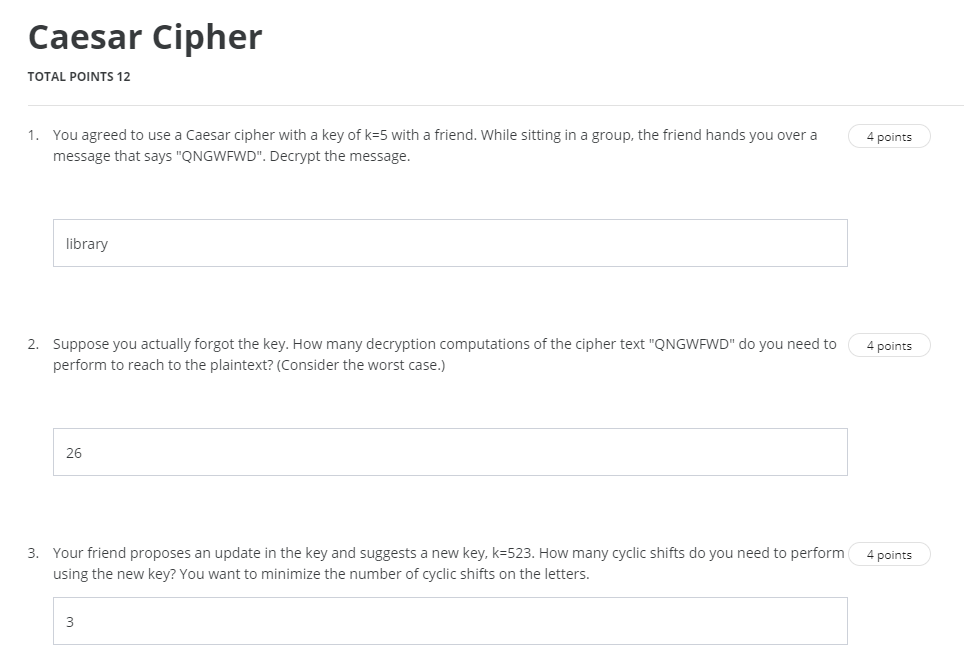 Caesar Cipher
TOTAL POINTS 12
1. You agreed to use a Caesar cipher with a key of k=5 with a friend. While sitting in a group, the friend hands you over a
4 points
message that says "QNGWFWD". Decrypt the message.
library
2. Suppose you actually forgot the key. How many decryption computations of the cipher text "QNGWFWD" do you need to
4 points
perform to reach to the plaintext? (Consider the worst case.)
26
3. Your friend proposes an update in the key and suggests a new key, k=523. How many cyclic shifts do you need to perform
4 points
using the new key? You want to minimize the number of cyclic shifts on the letters.
3